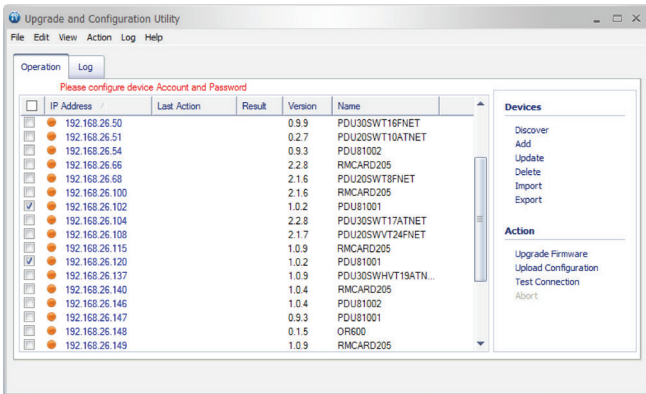 Upgrade and Configuration Utility
File Edit View Action Log Help
Operation Log
Please configure device Account and Password
IP Address Last Action Result Version Name
192.168.26.50 0.9.9 PDU30SWT16FNET
192.168.26.51 0.2.7 PDU20SWT10ATNET
192.168.26.54 0.9.3 PDU81002
192.168.26.66 2.2.8 RMCARD205
192.168.26.68 2.1.6 PDU20SWT8FNET
192.168.26.100 2.1.6 RMCARD205
192.168.26.102 1.0.2 PDU81001
192.168.26.104 2.2.8 PDU30SWT17ATNET
192.168.26.108 2.1.7 PDU20SWVT24FNET
192.168.26.115 1.0.9 RMCARD205
192.168.26.120 1.0.2 PDU81001
192.168.26.137 1.0.9 PDU30SWHVT19ATN...
192.168.26.140 1.0.4 RMCARD205
192.168.26.146 1.0.4 PDU81002
192.168.26.147 0.9.3 PDU81001
192.168.26.148 0.1.5 OR600
192.168.26.149 1.0.9 RMCARD205
Devices
Discover
Add
Update
Delete
Import
Export
Action
Upgrade Firmware
Upload Configuration
Test Connection
Abort